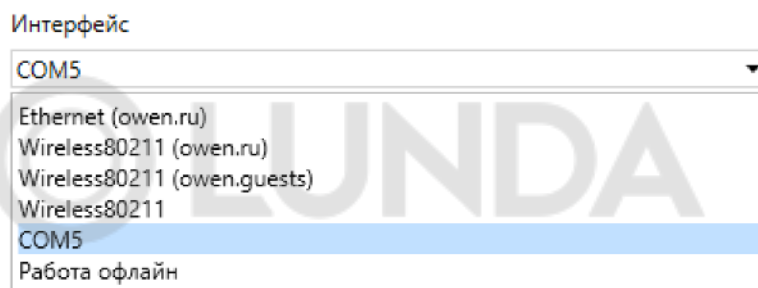 Интерфейс
COM5
Ethernet (owen.ru)
Wireless80211 (owen.ru)
Wireless80211 (owen.guests)
Wireless80211
COM5
Работа офлайн
LUNDA